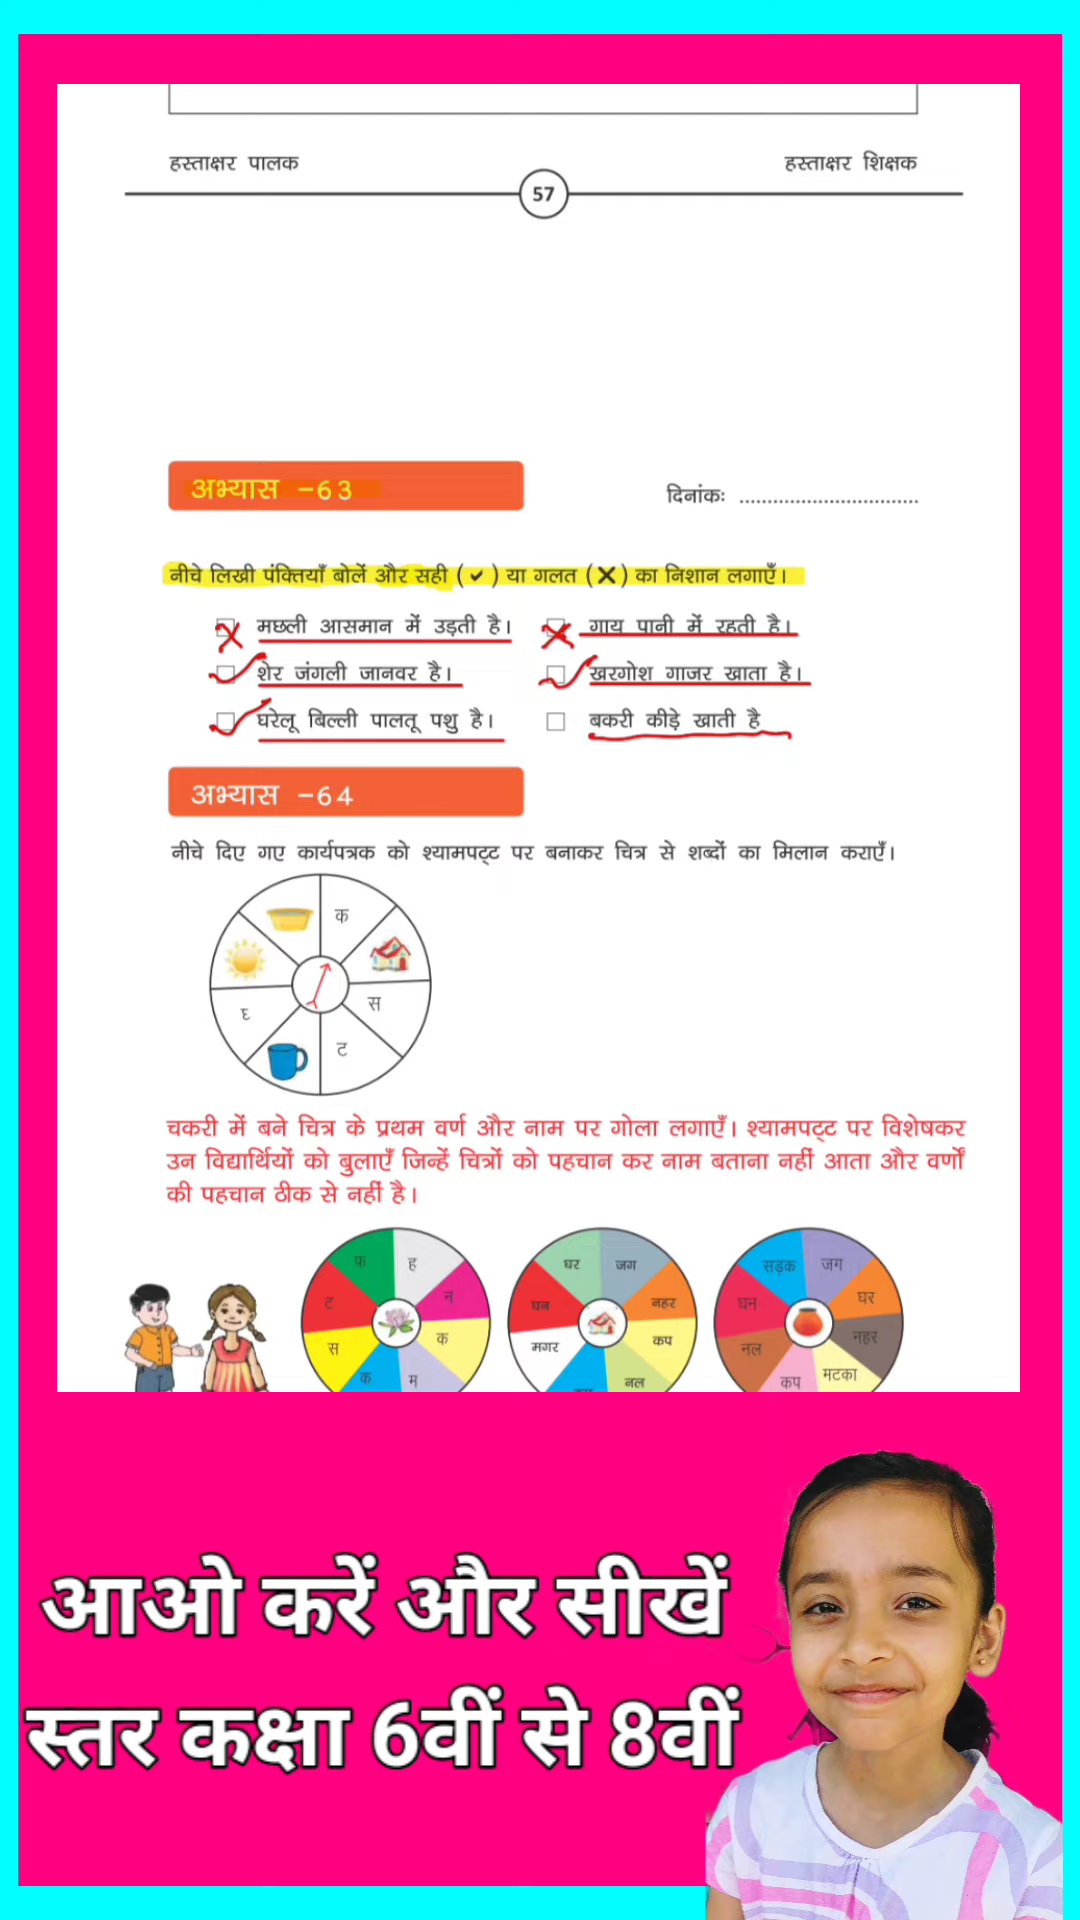 हस्ताक्षर पालक
हस्ताक्षर शिक्षक
57
अभ्यास -63
दिनांकः ................................
नीचे लिखी पंक्तियाँ बोलें और सही (✔) या गलत (✖) का निशान लगाएँ।
मछली आसमान में उड़ती है।
गाय पानी में रहती है।
शेर जंगली जानवर है।
खरगोश गाजर खाता है।
घरेलू बिल्ली पालतू पशु है।
बकरी कीड़े खाती है
अभ्यास -64
नीचे दिए गए कार्यपत्रक को श्यामपट्ट पर बनाकर चित्र से शब्दों का मिलान कराएँ।
क
स
ट
घ
चकरी में बने चित्र के प्रथम वर्ण और नाम पर गोला लगाएँ। श्यामपट्ट पर विशेषकर
उन विद्यार्थियों को बुलाएँ जिन्हें चित्रों को पहचान कर नाम बताना नहीं आता और वर्णों
की पहचान ठीक से नहीं है।
फ ह
ट न
स क
क म
घर जग
घन नहर
मगर कप
नल
सड़क जग
घन घर
नल नहर
कप मटका
आओ करें और सीखें
स्तर कक्षा 6वीं से 8वीं